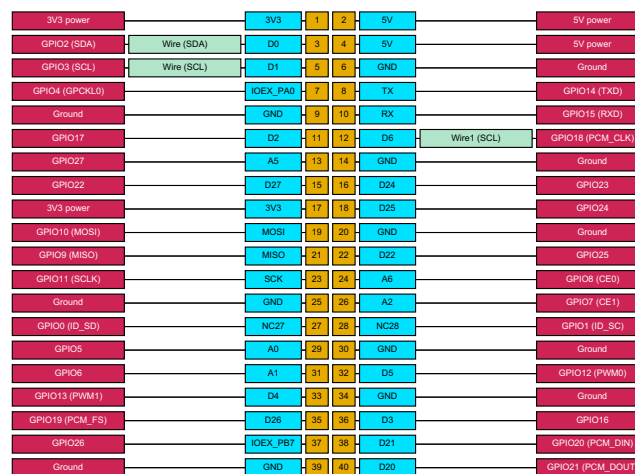 3V3 power 3V3 1 2 5V 5V power
GPIO2 (SDA) Wire (SDA) D0 3 4 5V 5V power
GPIO3 (SCL) Wire (SCL) D1 5 6 GND Ground
GPIO4 (GPCKL0) IOEX_PA0 7 8 TX GPIO14 (TXD)
Ground GND 9 10 RX GPIO15 (RXD)
GPIO17 D2 11 12 D6 Wire1 (SCL) GPIO18 (PCM_CLK)
GPIO27 A5 13 14 GND Ground
GPIO22 D27 15 16 D24 GPIO23
3V3 power 3V3 17 18 D25 GPIO24
GPIO10 (MOSI) MOSI 19 20 GND Ground
GPIO9 (MISO) MISO 21 22 D22 GPIO25
GPIO11 (SCLK) SCK 23 24 A6 GPIO8 (CE0)
Ground GND 25 26 A2 GPIO7 (CE1)
GPIO0 (ID_SD) NC27 27 28 NC28 GPIO1 (ID_SC)
GPIO5 A0 29 30 GND Ground
GPIO6 A1 31 32 D5 GPIO12 (PWM0)
GPIO13 (PWM1) D4 33 34 GND Ground
GPIO19 (PCM_FS) D26 35 36 D3 GPIO16
GPIO26 IOEX_PB7 37 38 D21 GPIO20 (PCM_DIN)
Ground GND 39 40 D20 GPIO21 (PCM_DOUT